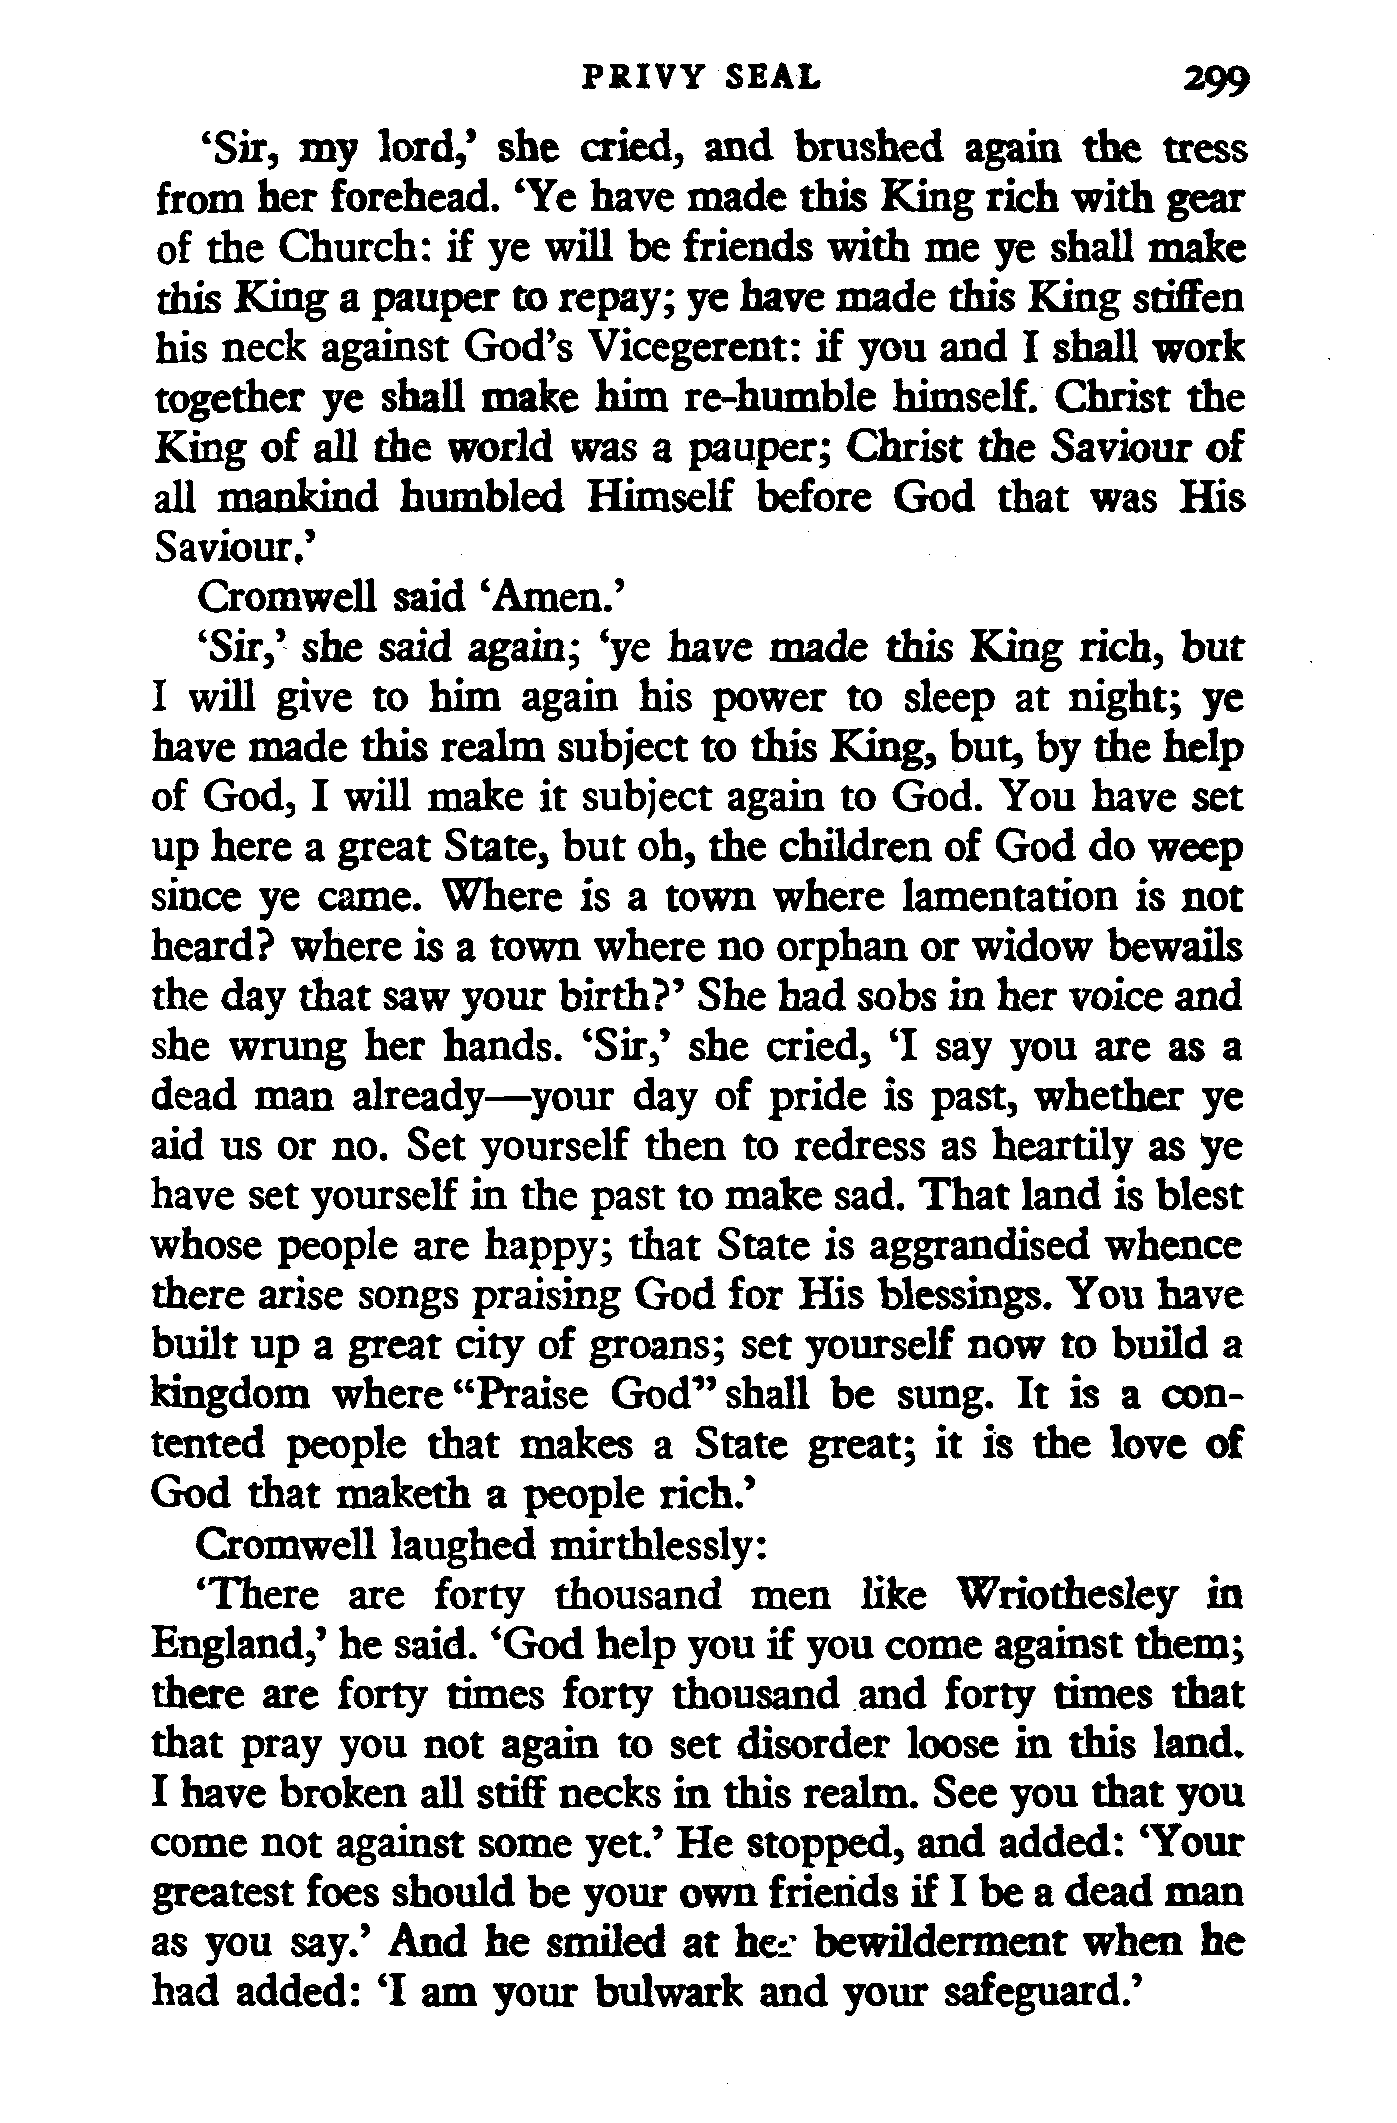 PRIVY SEAL 299
‘Sir, my lord,’ she cried, and brushed again the tress
from her forehead. ‘Ye have made this King rich with gear
of the Church: if ye will be friends with me ye shall make
this King a pauper to repay; ye have made this King stiffen
his neck against God’s Vicegerent: if you and I shall work
together ye shall make him re-humble himself. Christ the
King of all the world was a pauper; Christ the Saviour of
all mankind humbled Himself before God that was His
Saviour.’
Cromwell said ‘Amen.’
‘Sir,’ she said again; ‘ye have made this King rich, but
I will give to him again his power to sleep at night; ye
have made this realm subject to this King, but, by the help
of God, I will make it subject again to God. You have set
up here a great State, but oh, the children of God do weep
since ye came. Where is a town where lamentation is not
heard? where is a town where no orphan or widow bewails
the day that saw your birth?’ She had sobs in her voice and
she wrung her hands. ‘Sir,’ she cried, ‘I say you are as a
dead man already—your day of pride is past, whether ye
aid us or no. Set yourself then to redress as heartily as ye
have set yourself in the past to make sad. That land is blest
whose people are happy; that State is aggrandised whence
there arise songs praising God for His blessings. You have
built up a great city of groans; set yourself now to build a
kingdom where “Praise God” shall be sung. It is a con-
tented people that makes a State great; it is the love of
God that maketh a people rich.’
Cromwell laughed mirthlessly:
‘There are forty thousand men like Wriothesley in
England,’ he said. ‘God help you if you come against them;
there are forty times forty thousand and forty times that
that pray you not again to set disorder loose in this land.
I have broken all stiff necks in this realm. See you that you
come not against some yet.’ He stopped, and added: ‘Your
greatest foes should be your own friends if I be a dead man
as you say.’ And he smiled at her bewilderment when he
had added: ‘I am your bulwark and your safeguard.’